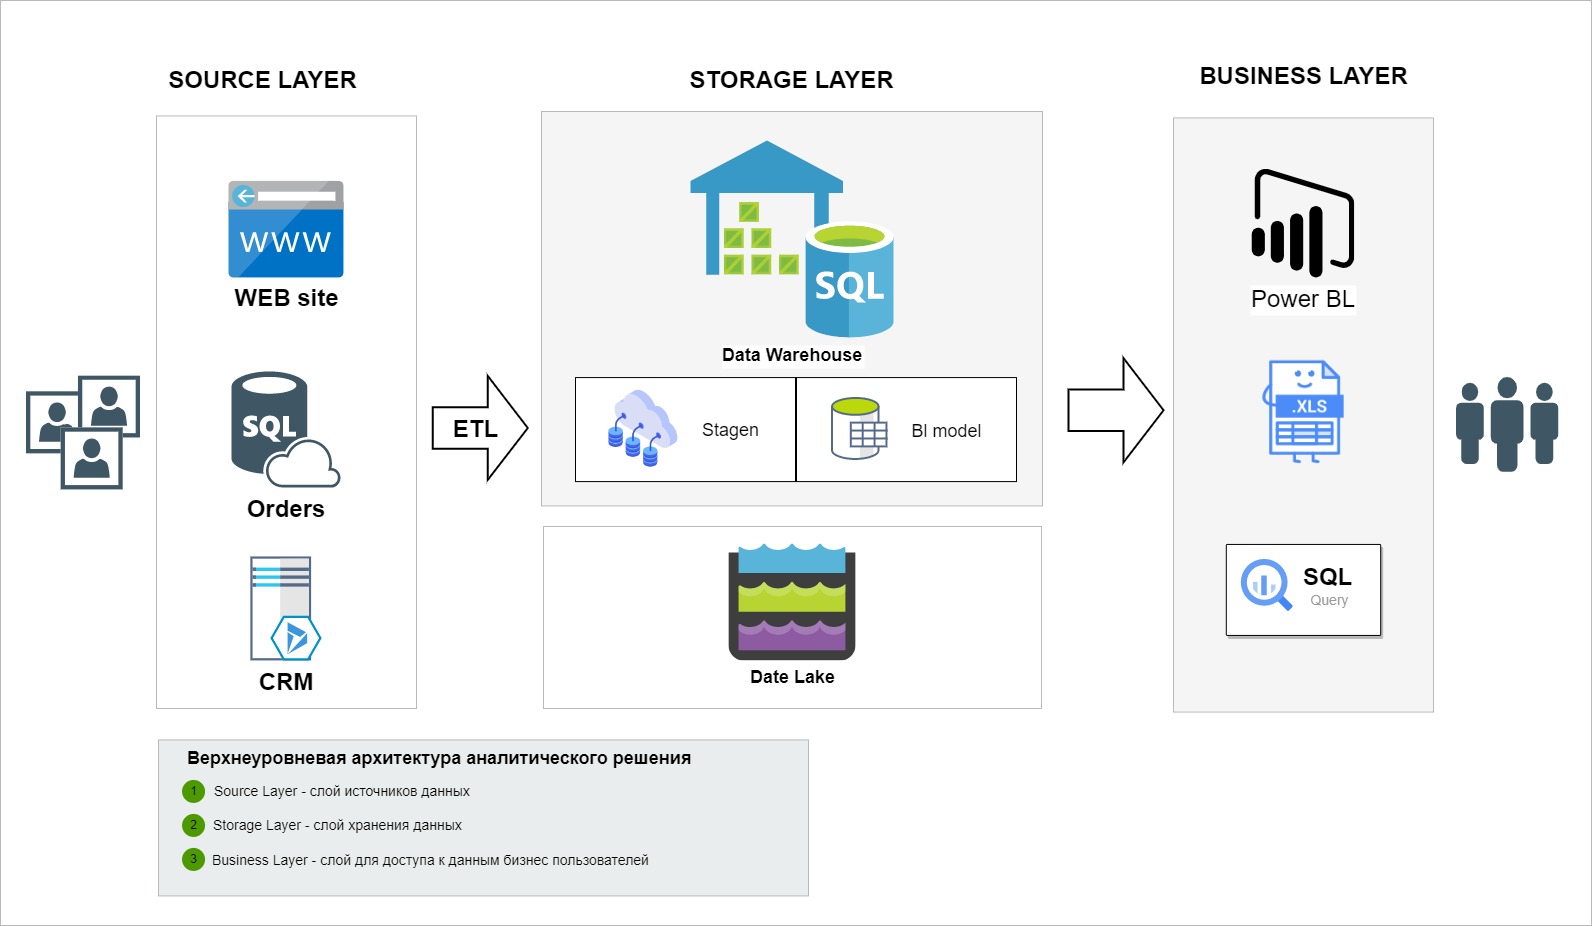 SOURCE LAYER
STORAGE LAYER
BUSINESS LAYER
WWW
WEB site
SQL
Orders
CRM
ETL
SQL
Data Warehouse
Stagen
BI model
Date Lake
Power BL
.XLS
SQL
Query
Верхнеуровневая архитектура аналитического решения
1 Source Layer - слой источников данных
2 Storage Layer - слой хранения данных
3 Business Layer - слой для доступа к данным бизнес пользователей